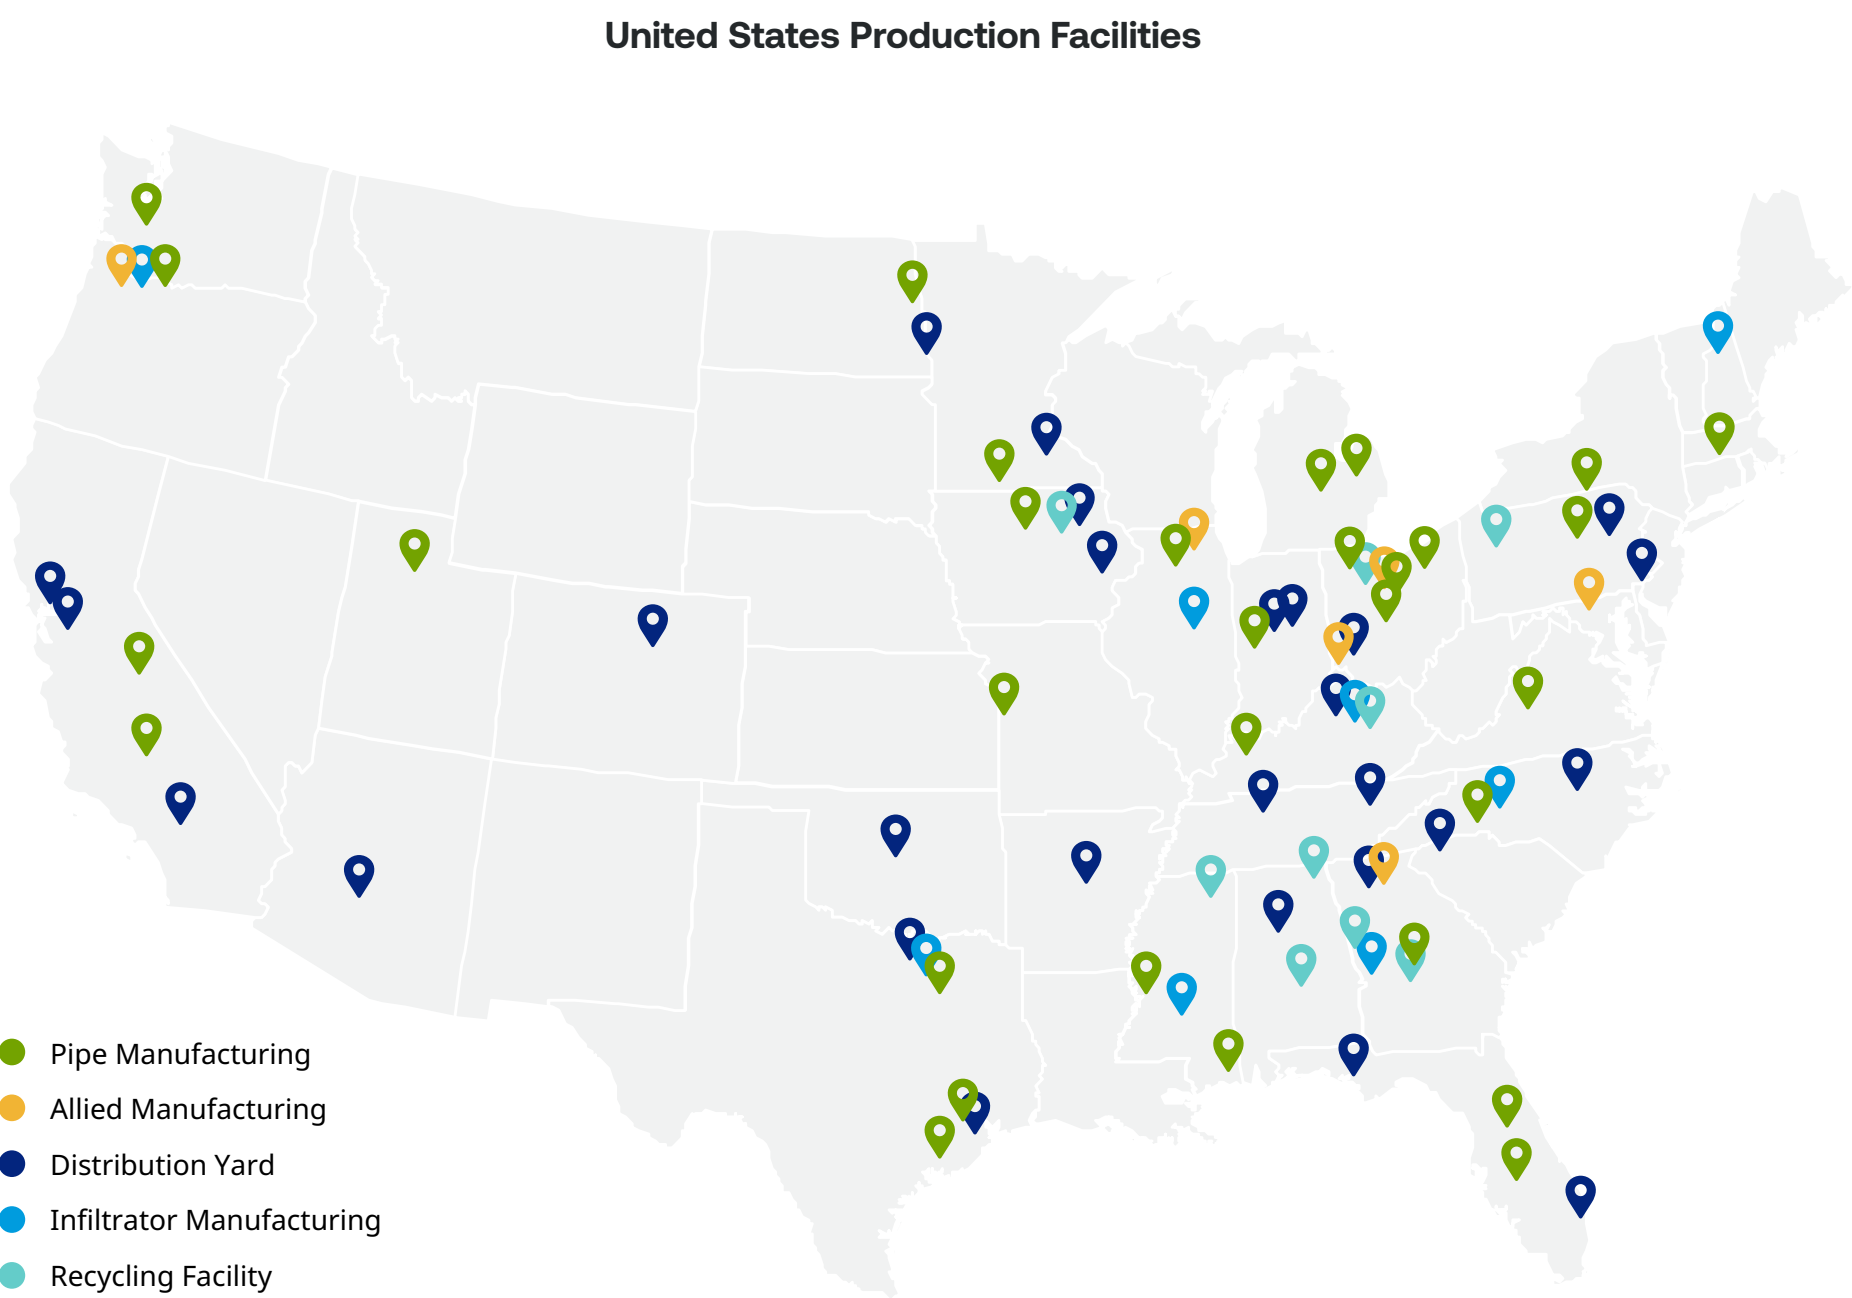 United States Production Facilities
Pipe Manufacturing
Allied Manufacturing
Distribution Yard
Infiltrator Manufacturing
Recycling Facility